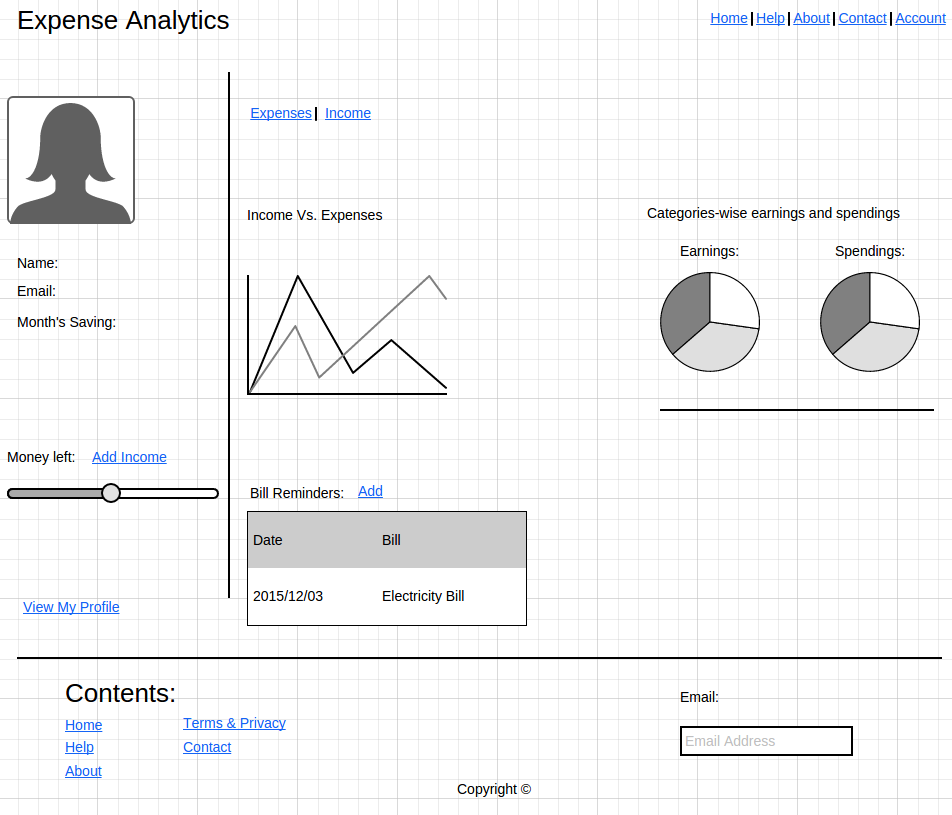 Expense Analytics
Home | Help | About | Contact | Account
Expenses | Income
Income Vs. Expenses
Categories-wise earnings and spendings
Earnings: Spendings:
Name:
Email:
Month's Saving:
Money left: Add Income
View My Profile
Bill Reminders: Add
Date Bill
2015/12/03 Electricity Bill
Contents:
Home Terms & Privacy
Help Contact
About
Email:
Email Address
Copyright ©